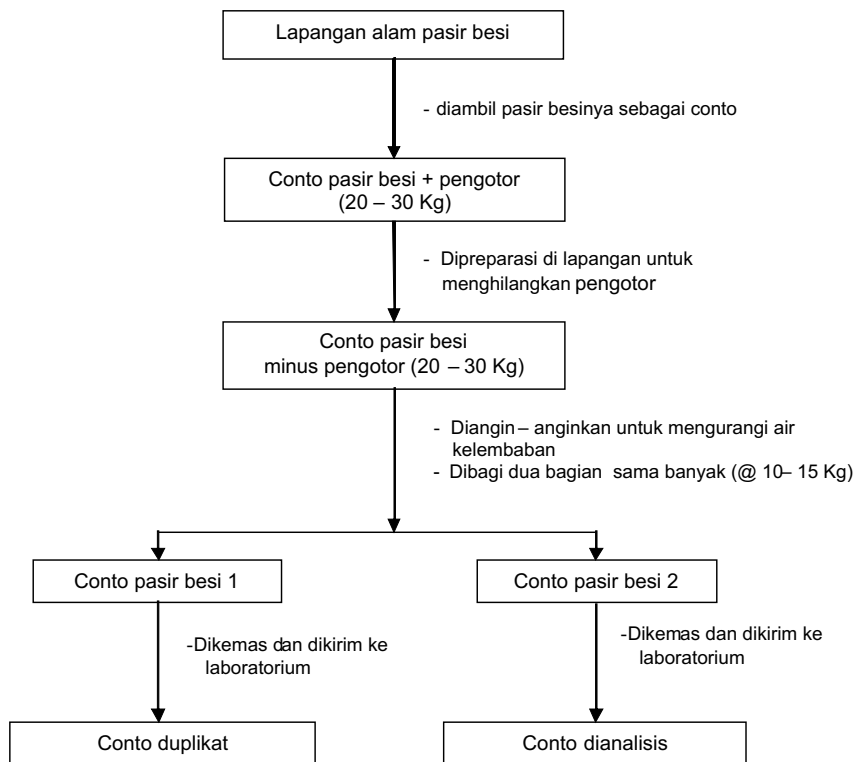 Lapangan alam pasir besi
- diambil pasir besinya sebagai conto
Conto pasir besi + pengotor
(20 – 30 Kg)
- Dipreparasi di lapangan untuk
menghilangkan pengotor
Conto pasir besi
minus pengotor (20 – 30 Kg)
- Diangin – anginkan untuk mengurangi air
kelembaban
- Dibagi dua bagian sama banyak (@ 10– 15 Kg)
Conto pasir besi 1
Conto pasir besi 2
-Dikemas dan dikirim ke
laboratorium
-Dikemas dan dikirim ke
laboratorium
Conto duplikat
Conto dianalisis